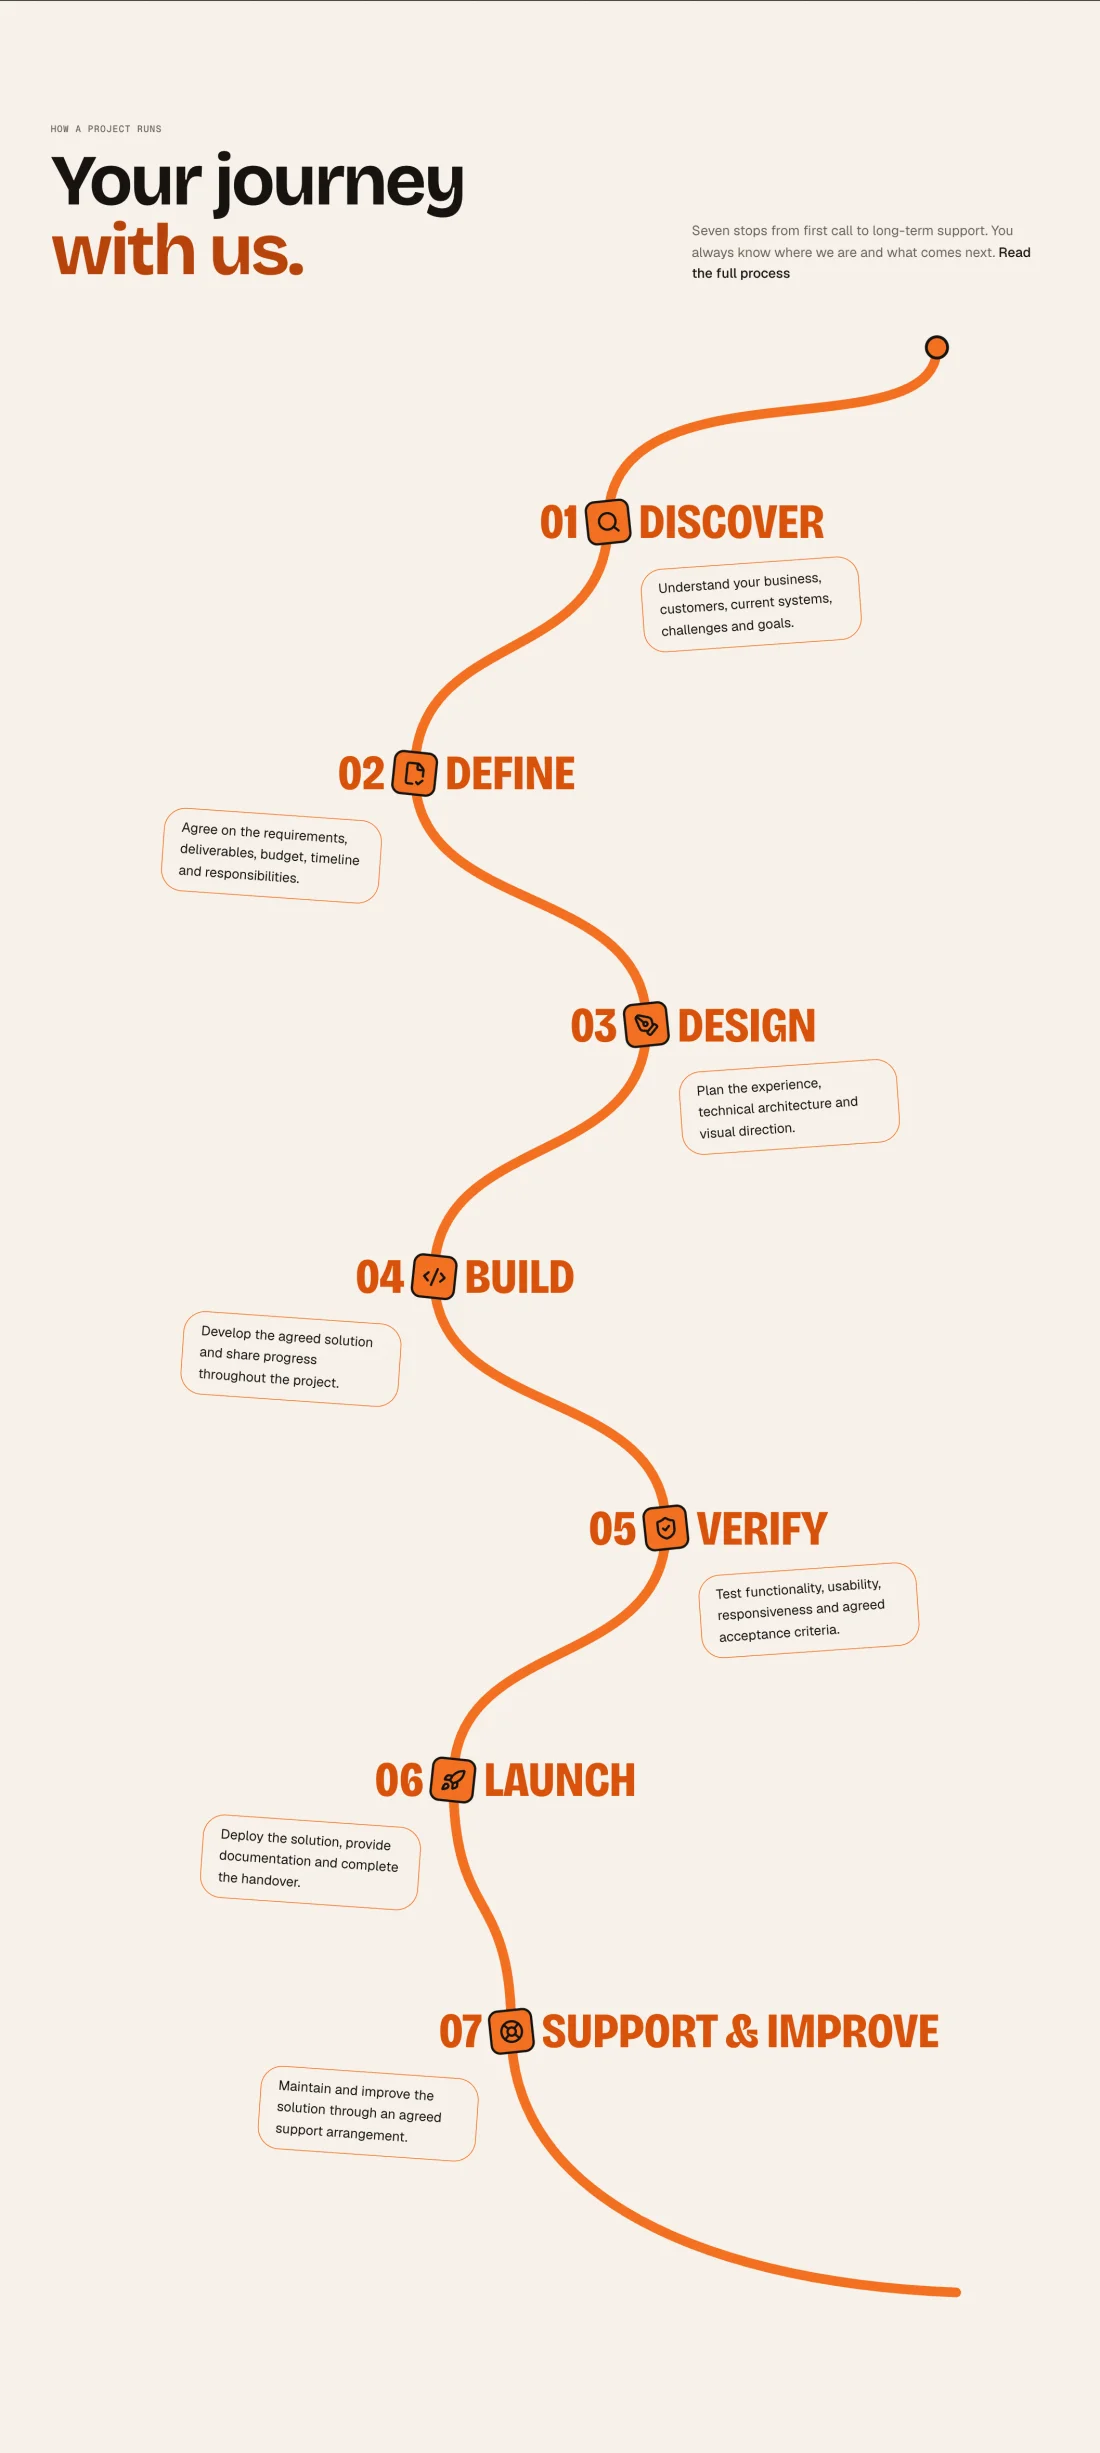 HOW A PROJECT RUNS
Your journey
with us.
Seven stops from first call to long-term support. You
always know where we are and what comes next. Read
the full process
01 DISCOVER
Understand your business,
customers, current systems,
challenges and goals.
02 DEFINE
Agree on the requirements,
deliverables, budget, timeline
and responsibilities.
03 DESIGN
Plan the experience,
technical architecture and
visual direction.
04 BUILD
Develop the agreed solution
and share progress
throughout the project.
05 VERIFY
Test functionality, usability,
responsiveness and agreed
acceptance criteria.
06 LAUNCH
Deploy the solution, provide
documentation and complete
the handover.
07 SUPPORT & IMPROVE
Maintain and improve the
solution through an agreed
support arrangement.